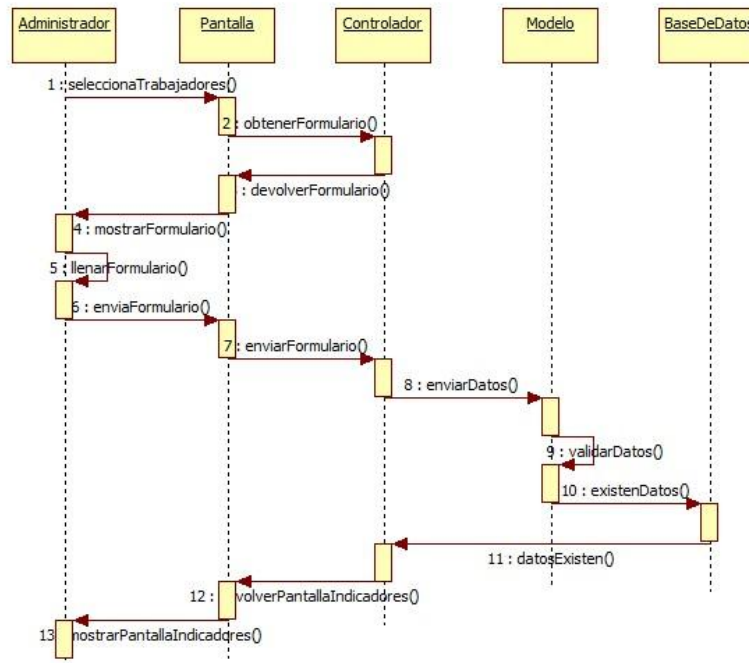 Administrador
Pantalla
Controlador
Modelo
BaseDeDatos
1 : seleccionaTrabajadores()
2 : obtenerFormulario()
: devolverFormulario()
4 : mostrarFormulario()
5 : llenarFormulario()
6 : enviaFormulario()
7 : enviarFormulario()
8 : enviarDatos()
9 : validarDatos()
10 : existenDatos()
11 : datosExisten()
12 : volverPantallaIndicadores()
13 mostrarPantallaIndicadores()